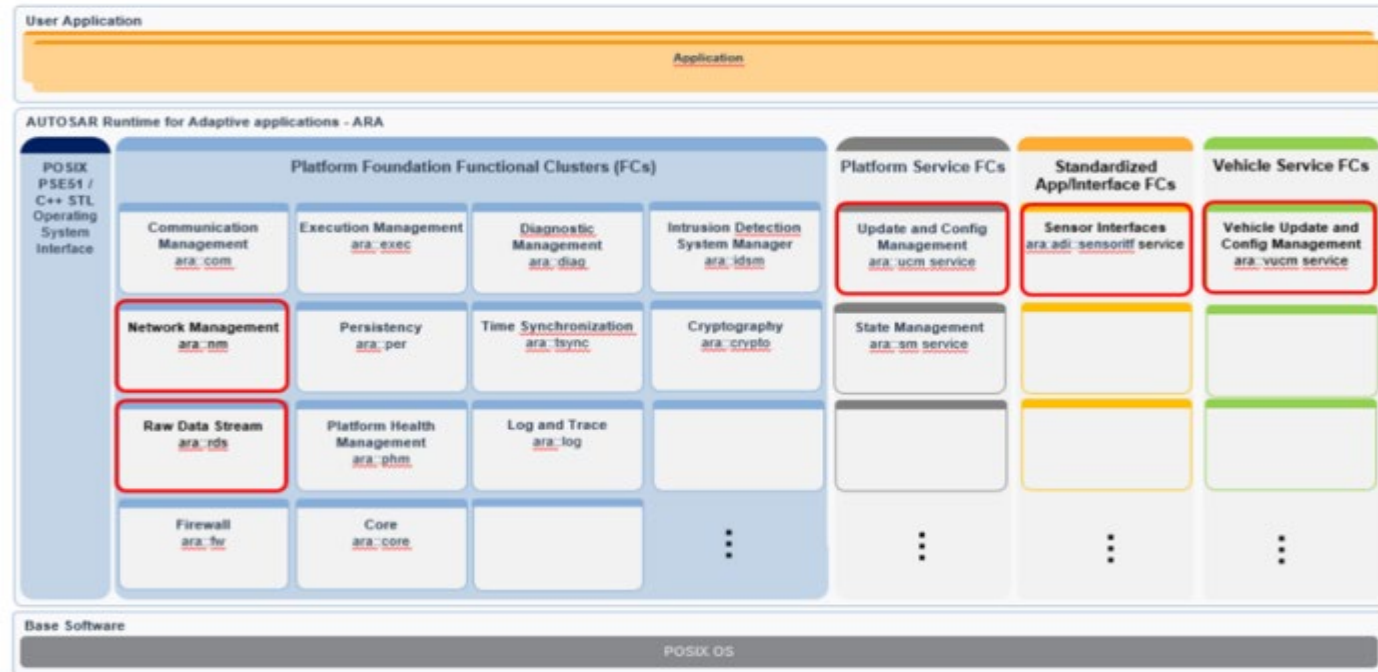 User Application
Application
AUTOSAR Runtime for Adaptive applications - ARA
POSIX
PSE51 /
C++ STL
Operating
System
Interface
Platform Foundation Functional Clusters (FCs)
Communication
Management
ara::com
Execution Management
ara::exec
Diagnostic
Management
ara::diag
Intrusion Detection
System Manager
ara::idsm
Network Management
ara::nm
Persistency
ara::per
Time Synchronization
ara::tsync
Cryptography
ara::crypto
Raw Data Stream
ara::rds
Platform Health
Management
ara::phm
Log and Trace
ara::log
Firewall
ara::fw
Core
ara::core
Platform Service FCs
Update and Config
Management
ara::ucm service
State Management
ara::sm service
Standardized
App/Interface FCs
Sensor Interfaces
ara:adi::sensoritf service
Vehicle Service FCs
Vehicle Update and
Config Management
ara::vucm service
Base Software
POSIX OS